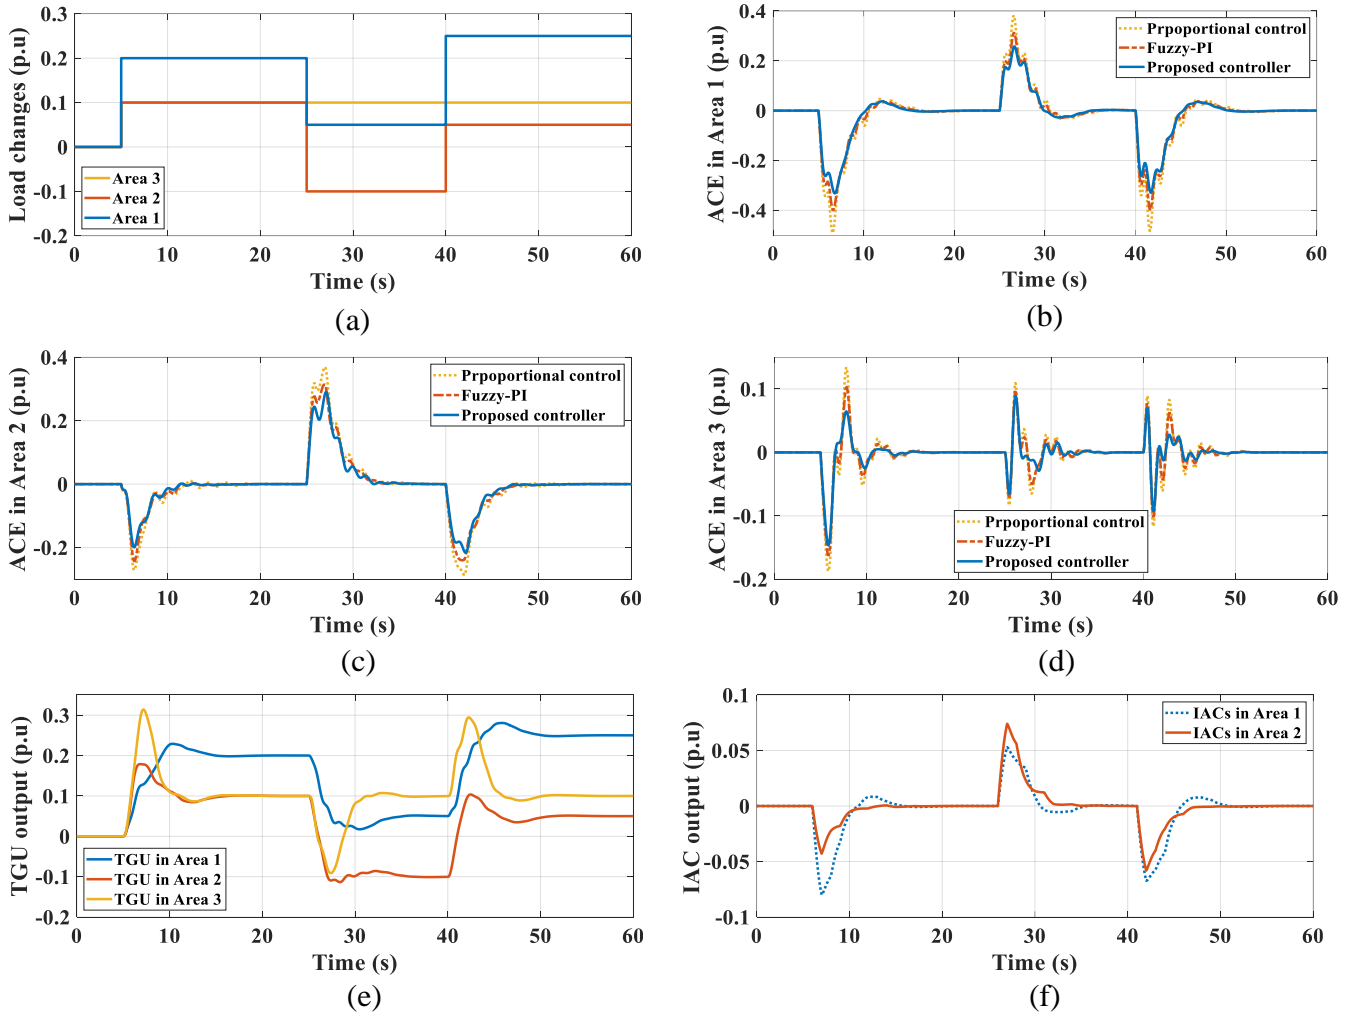 0.3
0.2
0.1
0
-0.1
-0.2
Load changes (p.u)
Area 3
Area 2
Area 1
0 10 20 30 40 50 60
Time (s)
(a)
0.4
0.2
0
-0.2
-0.4
ACE in Area 1 (p.u)
Prpoportional control
Fuzzy-PI
Proposed controller
0 10 20 30 40 50 60
Time (s)
(b)
0.4
0.2
0
-0.2
ACE in Area 2 (p.u)
Prpoportional control
Fuzzy-PI
Proposed controller
0 10 20 30 40 50 60
Time (s)
(c)
0.1
0
-0.1
-0.2
ACE in Area 3 (p.u)
Prpoportional control
Fuzzy-PI
Proposed controller
0 10 20 30 40 50 60
Time (s)
(d)
0.3
0.2
0.1
0
-0.1
-0.2
TGU output (p.u)
TGU in Area 1
TGU in Area 2
TGU in Area 3
0 10 20 30 40 50 60
Time (s)
(e)
0.1
0.05
0
-0.05
-0.1
IAC output (p.u)
IACs in Area 1
IACs in Area 2
0 10 20 30 40 50 60
Time (s)
(f)